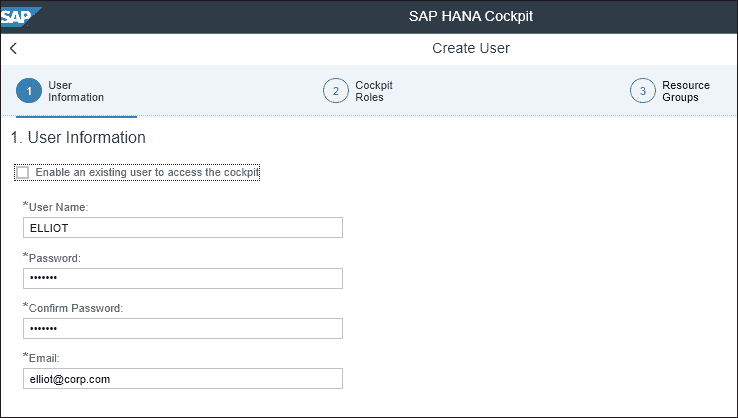 SAP
SAP HANA Cockpit
Create User
1 User Information
2 Cockpit Roles
3 Resource Groups
1. User Information
Enable an existing user to access the cockpit
*User Name:
ELLIOT
*Password:
•••••••
*Confirm Password:
•••••••
*Email:
elliot@corp.com